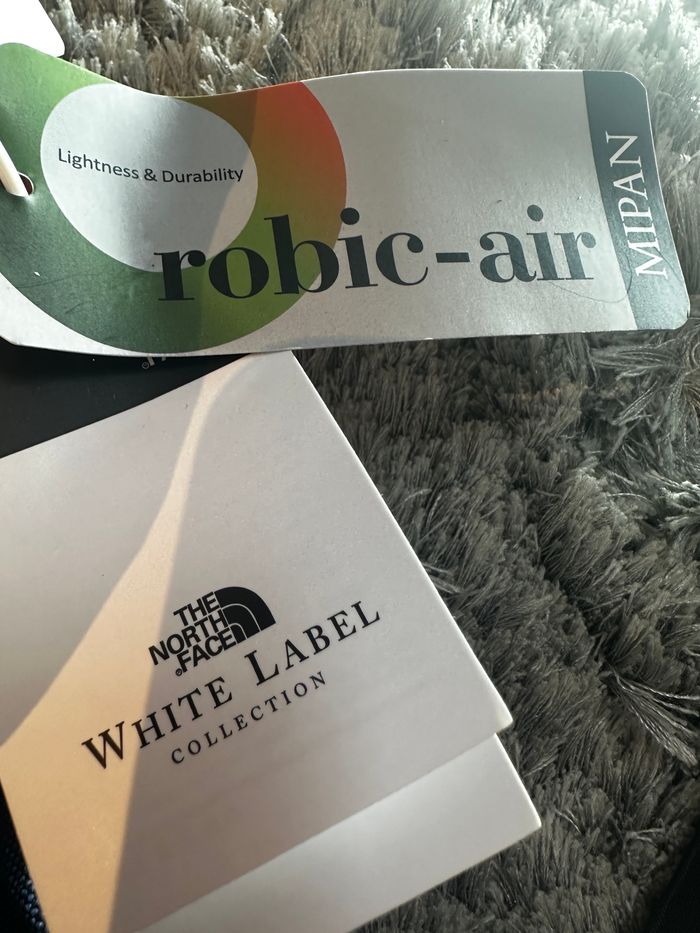 Lightness & Durability
robic-air
MIPAN
THE
NORTH
FACE®
WHITE LABEL
COLLECTION